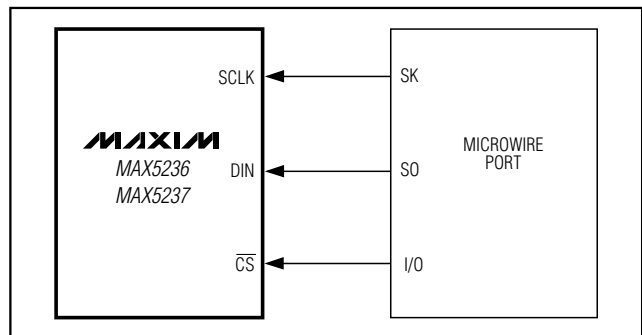 SCLK
SK
MAXIM
MAX5236
MAX5237
DIN
SO
MICROWIRE
PORT
CS
I/O